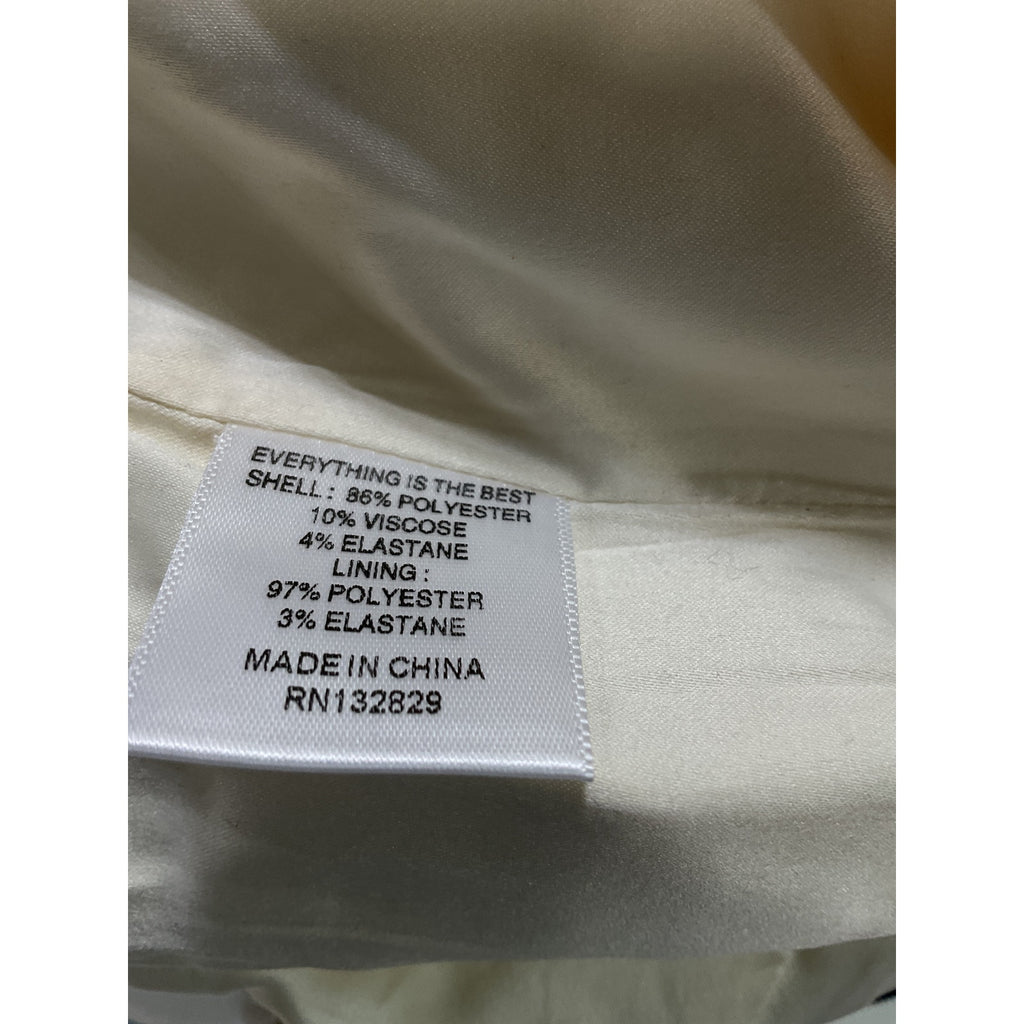 EVERYTHING IS THE BEST
SHELL: 86% POLYESTER
10% VISCOSE
4% ELASTANE
LINING:
97% POLYESTER
3% ELASTANE
MADE IN CHINA
RN132829